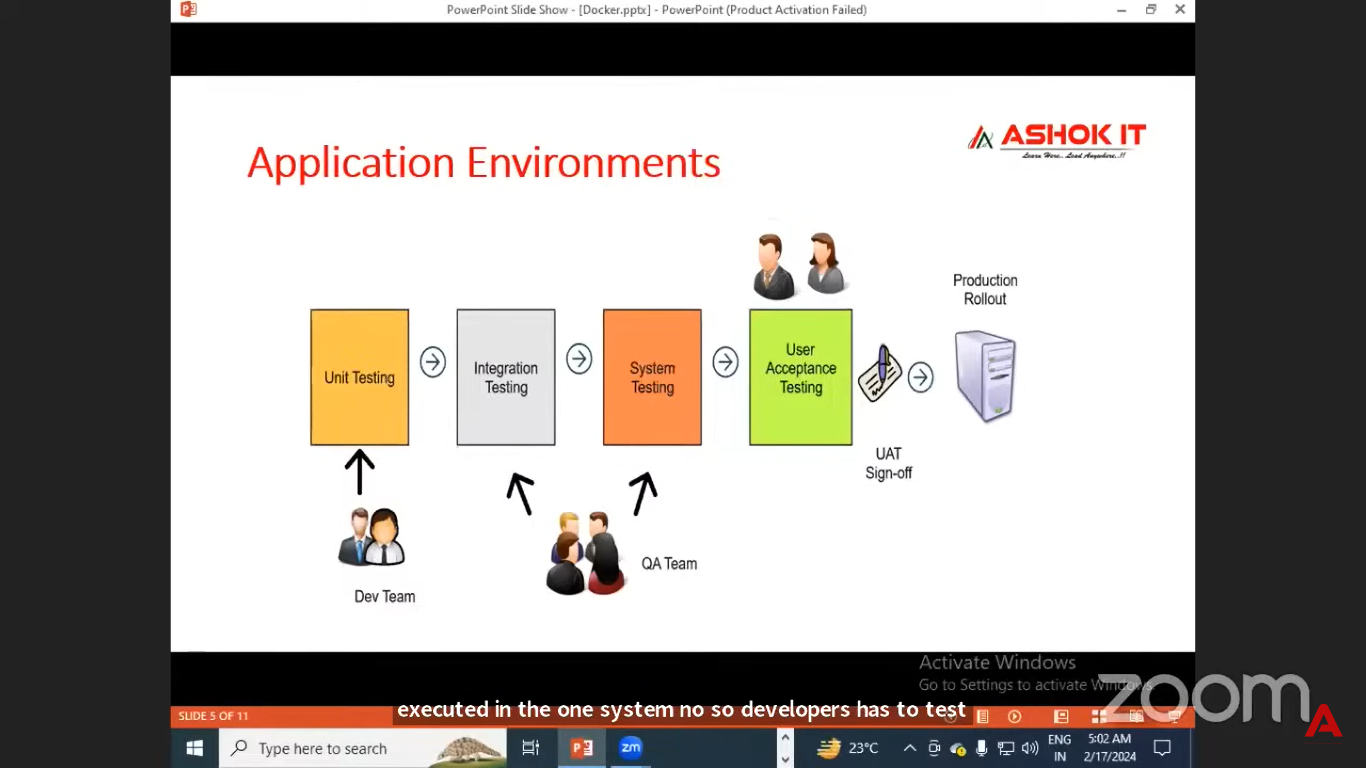 PowerPoint Slide Show - [Docker.pptx] - PowerPoint (Product Activation Failed)
ASHOK IT
Learn Here.. Lead Anywhere..!!
Application Environments
Production
Rollout
Unit Testing
Integration
Testing
System
Testing
User
Acceptance
Testing
UAT
Sign-off
QA Team
Dev Team
Activate Windows
Go to Settings to activate Windows.
zoom
executed in the one system no so developers has to test
SLIDE 5 OF 11
Type here to search
zm
23°C
ENG
IN
5:02 AM
2/17/2024